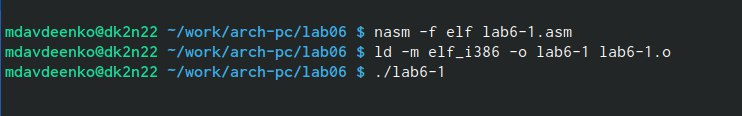 mdavdeenko@dk2n22 ~/work/arch-pc/lab06 $ nasm -f elf lab6-1.asm
mdavdeenko@dk2n22 ~/work/arch-pc/lab06 $ ld -m elf_i386 -o lab6-1 lab6-1.o
mdavdeenko@dk2n22 ~/work/arch-pc/lab06 $ ./lab6-1